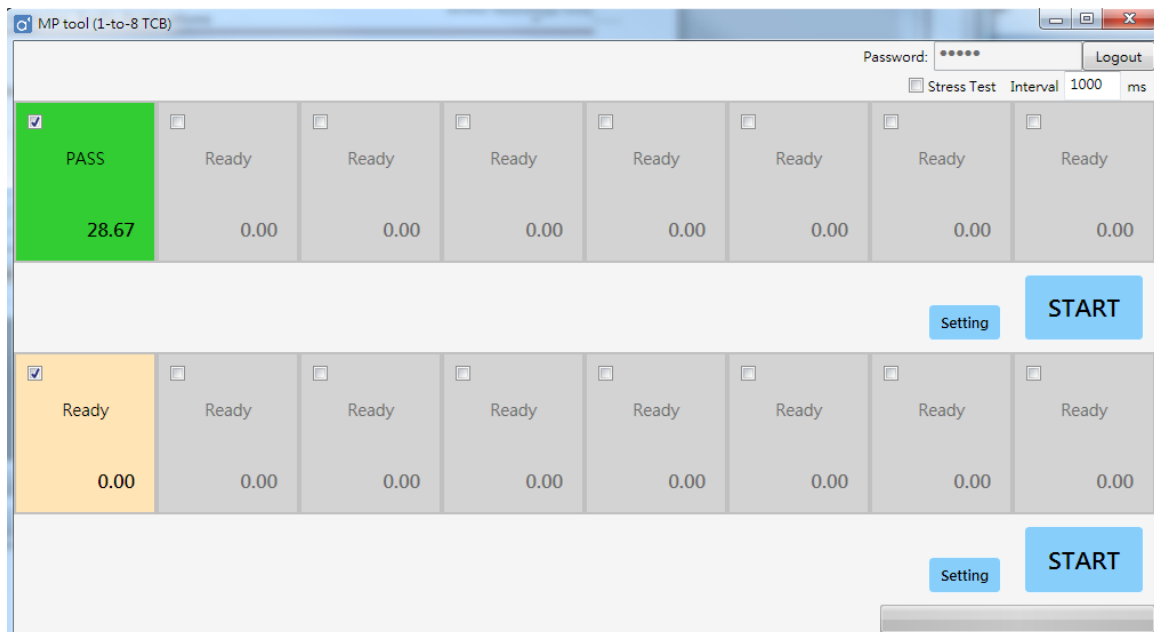 MP tool (1-to-8 TCB)
Password: ●●●●● Logout
Stress Test Interval 1000 ms
PASS Ready Ready Ready Ready Ready Ready Ready
28.67 0.00 0.00 0.00 0.00 0.00 0.00 0.00
START
Setting
Ready Ready Ready Ready Ready Ready Ready Ready
0.00 0.00 0.00 0.00 0.00 0.00 0.00 0.00
START
Setting